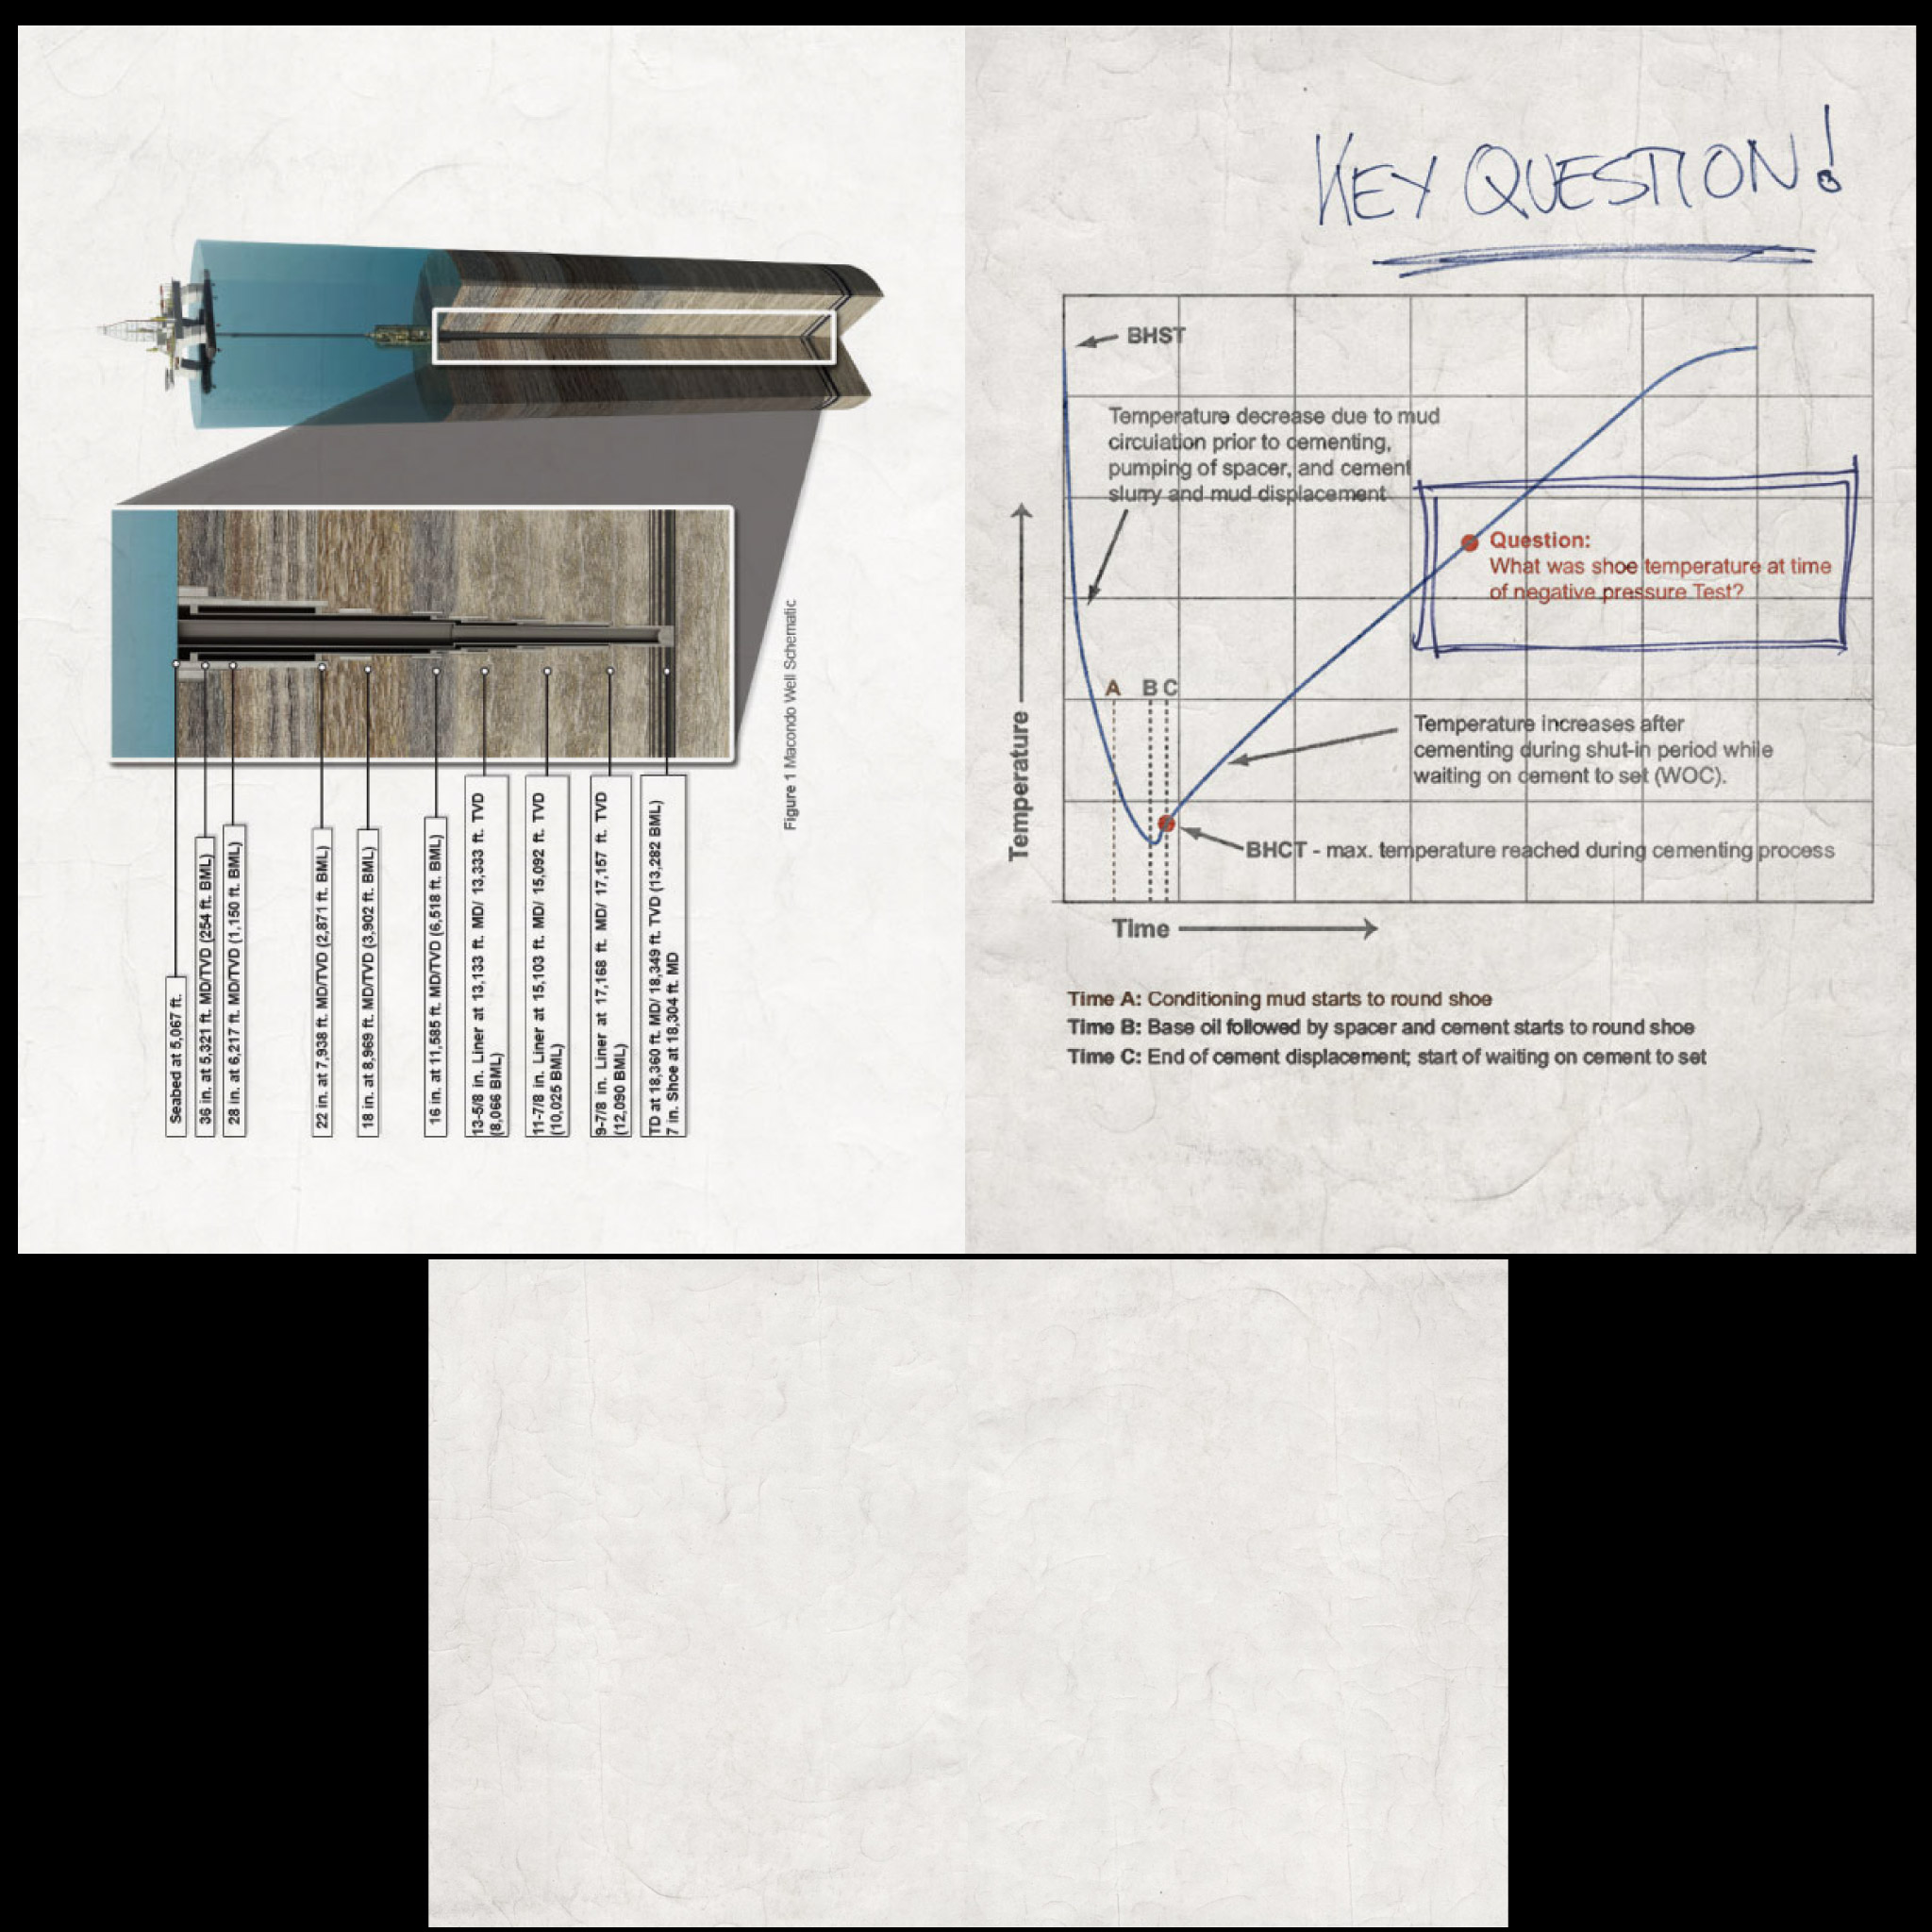 Seabed at 5,067 ft.
36 in. at 5,321 ft. MD/TVD (254 ft. BML)
28 in. at 6,217 ft. MD/TVD (1,150 ft. BML)
22 in. at 7,938 ft. MD/TVD (2,871 ft. BML)
18 in. at 8,969 ft. MD/TVD (3,902 ft. BML)
16 in. at 11,585 ft. MD/TVD (6,518 ft. BML)
13-5/8 in. Liner at 13,133 ft. MD/ 13,333 ft. TVD
(8,066 BML)
11-7/8 in. Liner at 15,103 ft. MD/ 15,092 ft. TVD
(10,025 BML)
9-7/8 in. Liner at 17,168 ft. MD/ 17,157 ft. TVD
(12,090 BML)
TD at 18,360 ft. MD/ 18,349 ft. TVD (13,282 BML)
7 in. Shoe at 18,304 ft. MD
Figure 1 Macondo Well Schematic
KEY QUESTION!
BHST
Temperature decrease due to mud
circulation prior to cementing,
pumping of spacer, and cement
slurry and mud displacement
Question:
What was shoe temperature at time
of negative pressure Test?
A B C
Temperature increases after
cementing during shut-in period while
waiting on cement to set (WOC).
BHCT - max. temperature reached during cementing process
Temperature
Time
Time A: Conditioning mud starts to round shoe
Time B: Base oil followed by spacer and cement starts to round shoe
Time C: End of cement displacement; start of waiting on cement to set